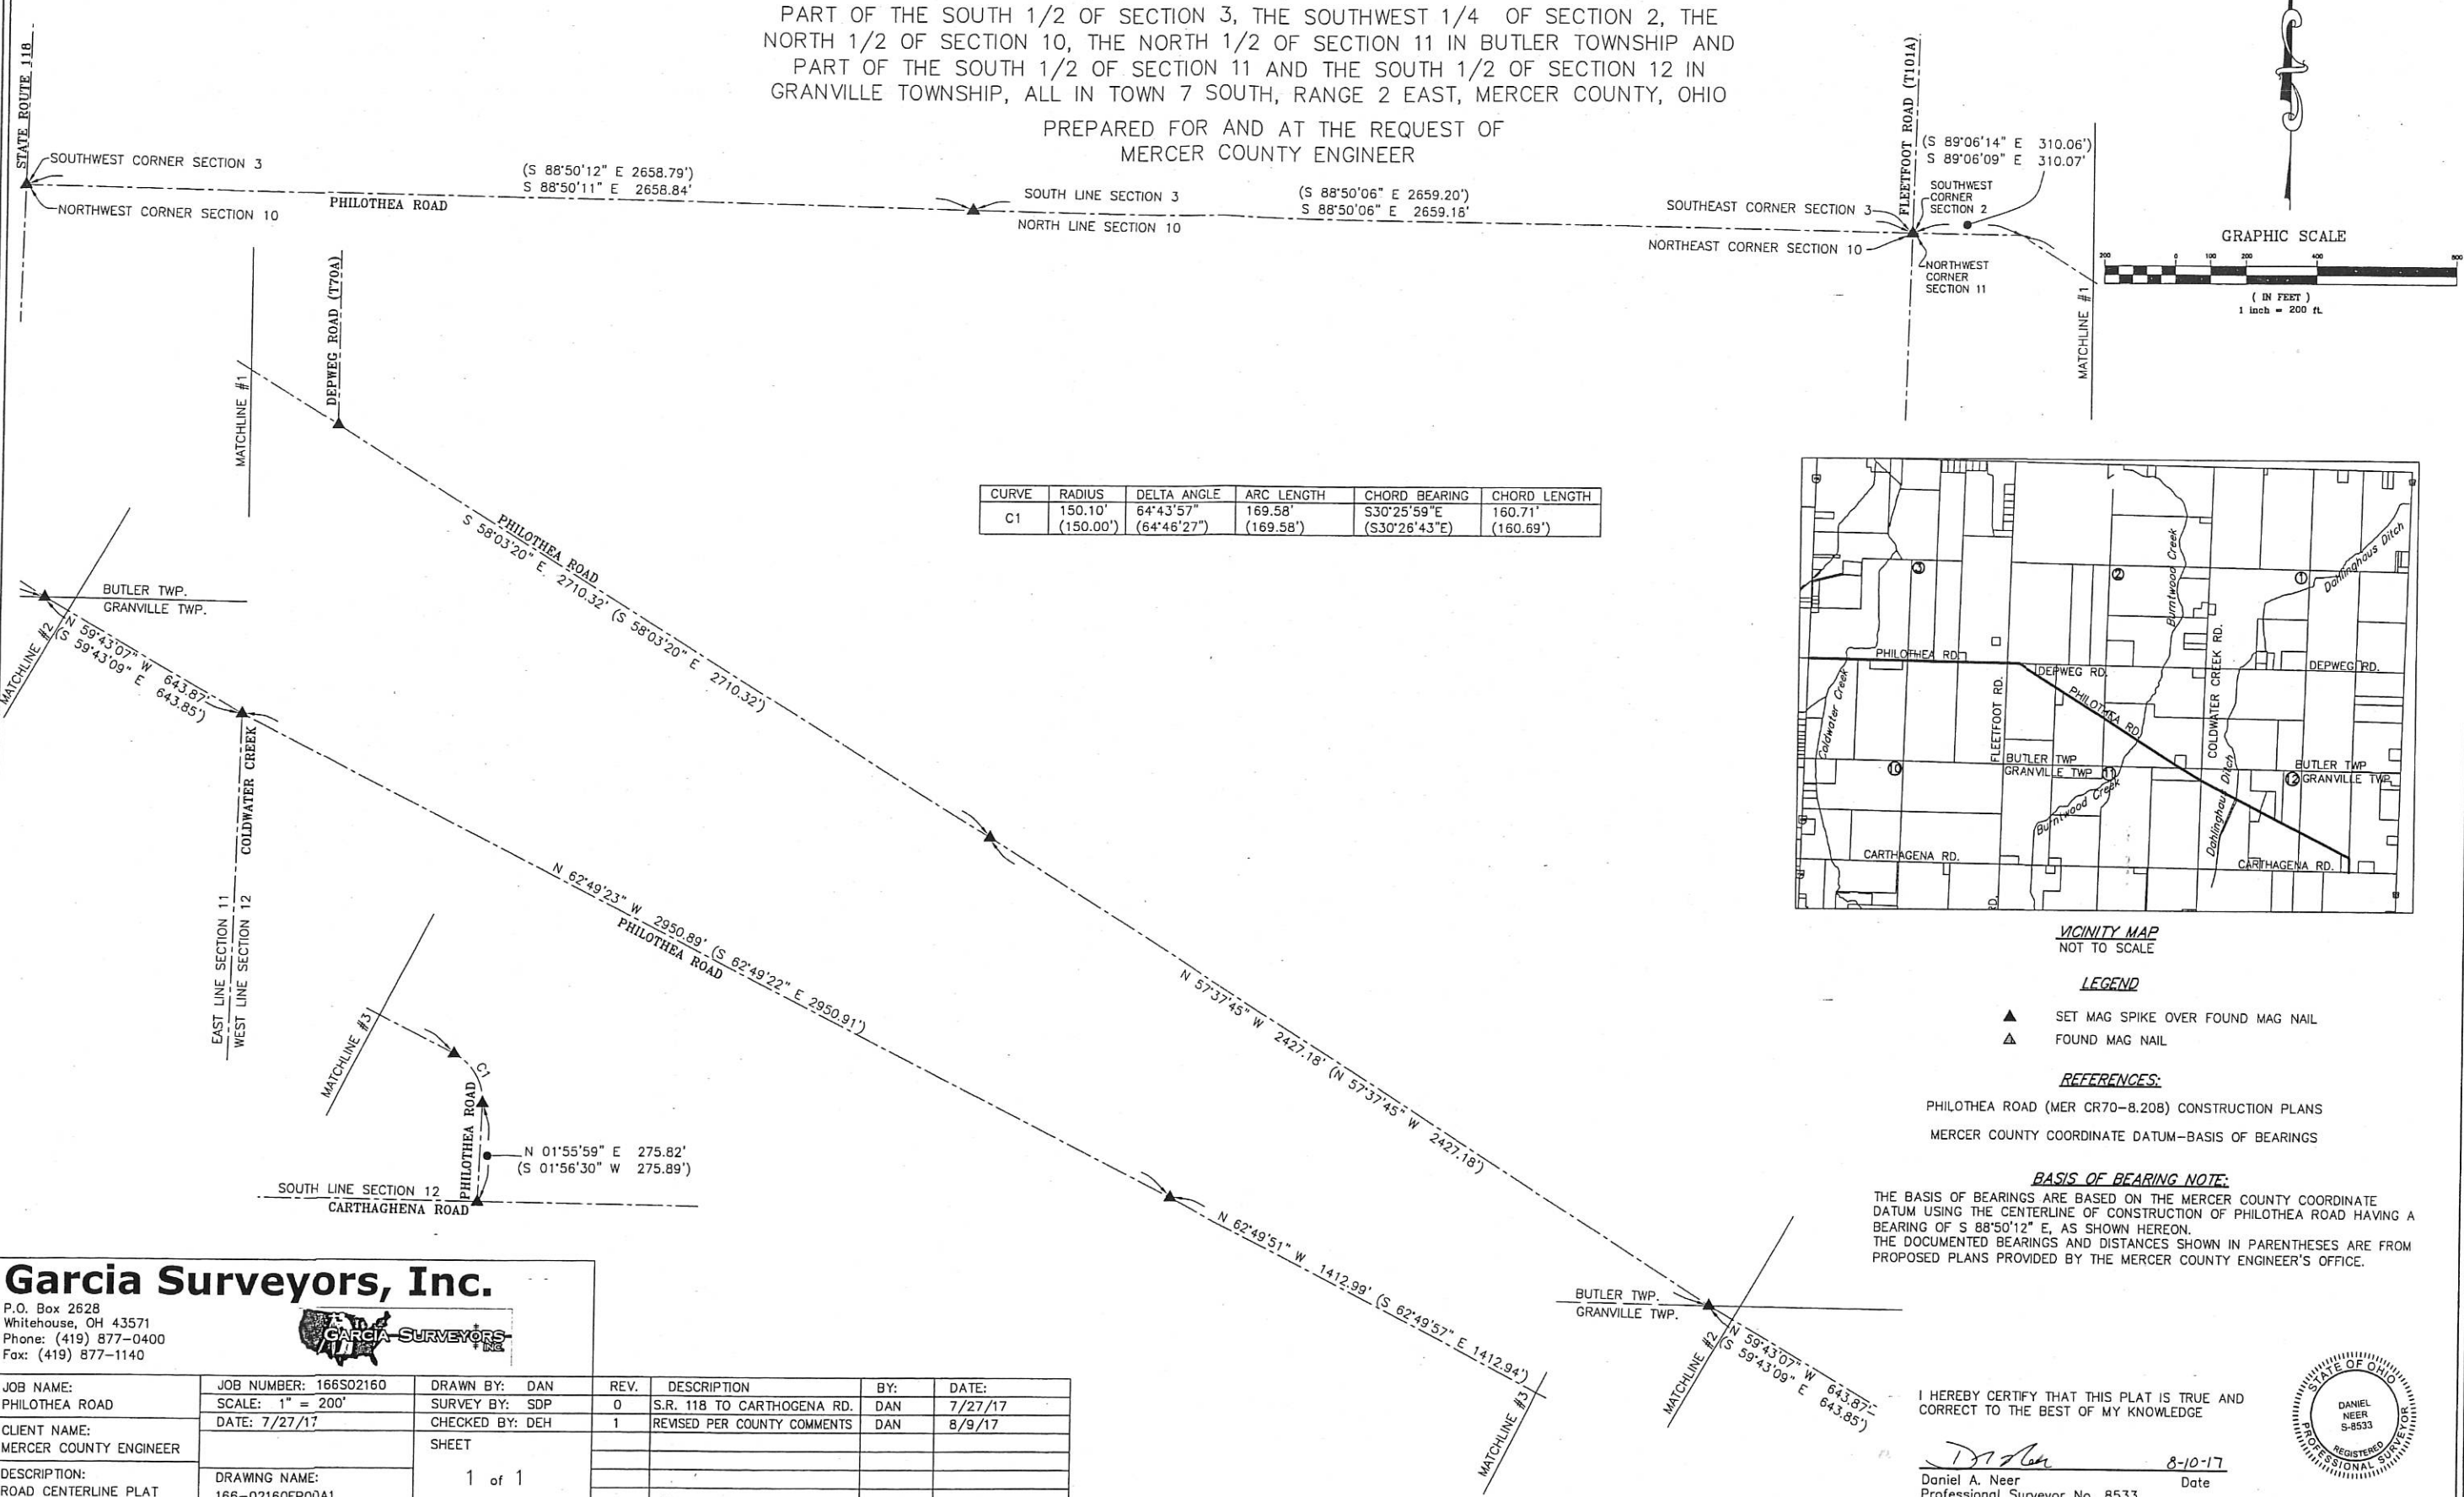 PART OF THE SOUTH 1/2 OF SECTION 3, THE SOUTHWEST 1/4 OF SECTION 2, THE
NORTH 1/2 OF SECTION 10, THE NORTH 1/2 OF SECTION 11 IN BUTLER TOWNSHIP AND
PART OF THE SOUTH 1/2 OF SECTION 11 AND THE SOUTH 1/2 OF SECTION 12 IN
GRANVILLE TOWNSHIP, ALL IN TOWN 7 SOUTH, RANGE 2 EAST, MERCER COUNTY, OHIO
PREPARED FOR AND AT THE REQUEST OF
MERCER COUNTY ENGINEER
STATE ROUTE 118
SOUTHWEST CORNER SECTION 3
NORTHWEST CORNER SECTION 10
(S 88°50'12" E 2658.79')
S 88°50'11" E 2658.84'
PHILOTHEA ROAD
SOUTH LINE SECTION 3
NORTH LINE SECTION 10
(S 88°50'06" E 2659.20')
S 88°50'06" E 2659.18'
SOUTHEAST CORNER SECTION 3
NORTHEAST CORNER SECTION 10
FLEETFOOT ROAD (T101A)
(S 89°06'14" E 310.06')
S 89°06'09" E 310.07'
SOUTHWEST
CORNER
SECTION 2
NORTHWEST
CORNER
SECTION 11
MATCHLINE #1
GRAPHIC SCALE
200 0 100 200 400 800
( IN FEET )
1 inch = 200 ft.
MATCHLINE #1
DEPWEG ROAD (T70A)
PHILOTHEA ROAD
S 58°03'20" E 2710.32' (S 58°03'20" E 2710.32')
CURVE RADIUS DELTA ANGLE ARC LENGTH CHORD BEARING CHORD LENGTH
C1 150.10' 64°43'57" 169.58' S30°25'59"E 160.71'
(150.00') (64°46'27") (169.58') (S30°26'43"E) (160.69')
BUTLER TWP.
GRANVILLE TWP.
MATCHLINE #2
N 59°43'07" W 643.87'
(S 59°43'09" E 643.85')
COLDWATER CREEK
EAST LINE SECTION 11
WEST LINE SECTION 12
N 62°49'23" W 2950.89' (S 62°49'22" E 2950.91')
PHILOTHEA ROAD
N 57°37'45" W 2427.18' (N 57°37'45" W 2427.18')
MATCHLINE #3
C1
PHILOTHEA ROAD
N 01°55'59" E 275.82'
(S 01°56'30" W 275.89')
SOUTH LINE SECTION 12
CARTHAGHENA ROAD
N 62°49'51" W 1412.99' (S 62°49'57" E 1412.94')
MATCHLINE #3
BUTLER TWP.
GRANVILLE TWP.
MATCHLINE #2
N 59°43'07" W 643.87'
(S 59°43'09" E 643.85')
3
2
1
Burntwood Creek
Dahlinghous Ditch
PHILOTHEA RD.
DEPWEG RD.
DEPWEG RD.
Coldwater Creek
FLEETFOOT RD.
PHILOTHEA RD
COLDWATER CREEK RD.
BUTLER TWP
GRANVILLE TWP
BUTLER TWP
GRANVILLE TWP.
10
11
12
Burntwood Creek
Dahlinghous Ditch
CARTHAGENA RD.
CARTHAGENA RD.
RD.
VICINITY MAP
NOT TO SCALE
LEGEND
SET MAG SPIKE OVER FOUND MAG NAIL
FOUND MAG NAIL
REFERENCES:
PHILOTHEA ROAD (MER CR70-8.208) CONSTRUCTION PLANS
MERCER COUNTY COORDINATE DATUM-BASIS OF BEARINGS
BASIS OF BEARING NOTE:
THE BASIS OF BEARINGS ARE BASED ON THE MERCER COUNTY COORDINATE
DATUM USING THE CENTERLINE OF CONSTRUCTION OF PHILOTHEA ROAD HAVING A
BEARING OF S 88°50'12" E, AS SHOWN HEREON.
THE DOCUMENTED BEARINGS AND DISTANCES SHOWN IN PARENTHESES ARE FROM
PROPOSED PLANS PROVIDED BY THE MERCER COUNTY ENGINEER'S OFFICE.
I HEREBY CERTIFY THAT THIS PLAT IS TRUE AND
CORRECT TO THE BEST OF MY KNOWLEDGE
8-10-17
Daniel A. Neer
Date
Professional Surveyor No. 8533
STATE OF OHIO
DANIEL
NEER
S-8533
REGISTERED
PROFESSIONAL SURVEYOR
Garcia Surveyors, Inc.
P.O. Box 2628
Whitehouse, OH 43571
Phone: (419) 877-0400
Fax: (419) 877-1140
GARCIA SURVEYORS
INC.
JOB NAME:
PHILOTHEA ROAD
CLIENT NAME:
MERCER COUNTY ENGINEER
DESCRIPTION:
ROAD CENTERLINE PLAT
JOB NUMBER: 166S02160
SCALE: 1" = 200'
DATE: 7/27/17
DRAWING NAME:
166-02160ER00A1
DRAWN BY: DAN
SURVEY BY: SDP
CHECKED BY: DEH
SHEET
1 of 1
REV. DESCRIPTION BY: DATE:
0 S.R. 118 TO CARTHOGENA RD. DAN 7/27/17
1 REVISED PER COUNTY COMMENTS DAN 8/9/17